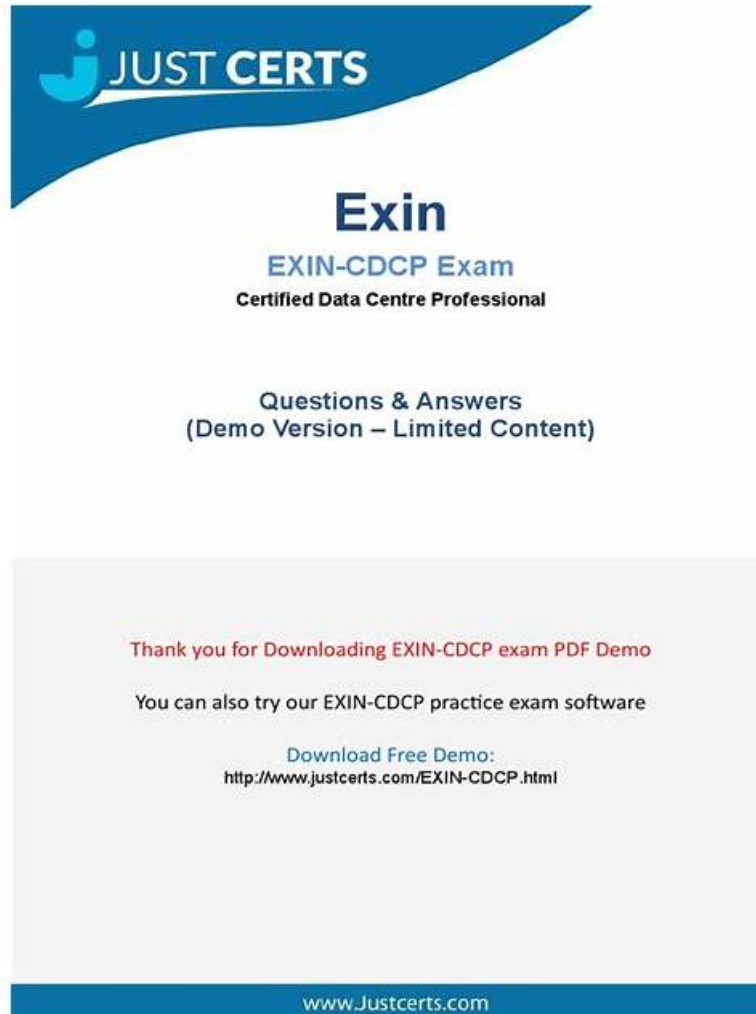 JUST CERTS
Exin
EXIN-CDCP Exam
Certified Data Centre Professional
Questions & Answers
(Demo Version – Limited Content)
Thank you for Downloading EXIN-CDCP exam PDF Demo
You can also try our EXIN-CDCP practice exam software
Download Free Demo:
http://www.justcerts.com/EXIN-CDCP.html
www.Justcerts.com